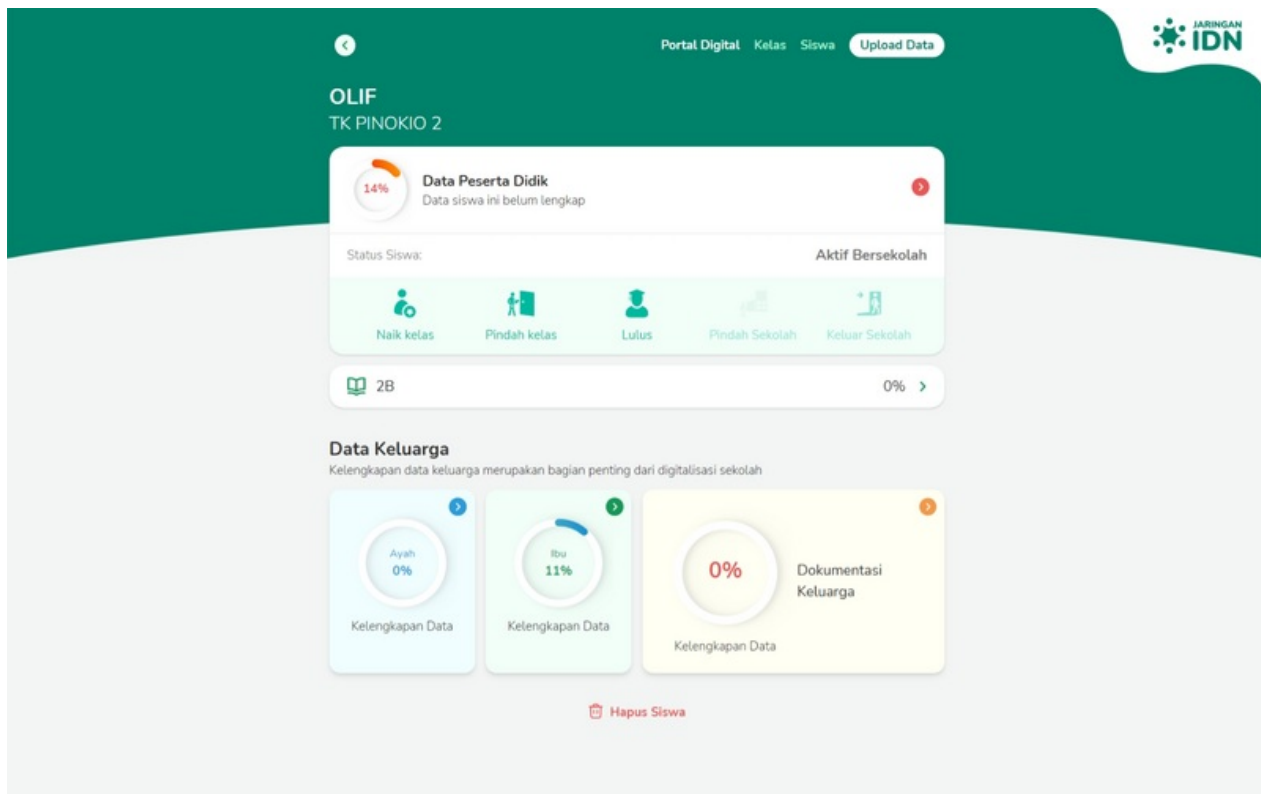 JARINGAN
IDN
Portal Digital Kelas Siswa Upload Data
OLIF
TK PINOKIO 2
14%
Data Peserta Didik
Data siswa ini belum lengkap
Status Siswa: Aktif Bersekolah
Naik kelas Pindah kelas Lulus Pindah Sekolah Keluar Sekolah
2B 0%
Data Keluarga
Kelengkapan data keluarga merupakan bagian penting dari digitalisasi sekolah
Ayah
0%
Kelengkapan Data
Ibu
11%
Kelengkapan Data
0%
Dokumentasi
Keluarga
Kelengkapan Data
Hapus Siswa